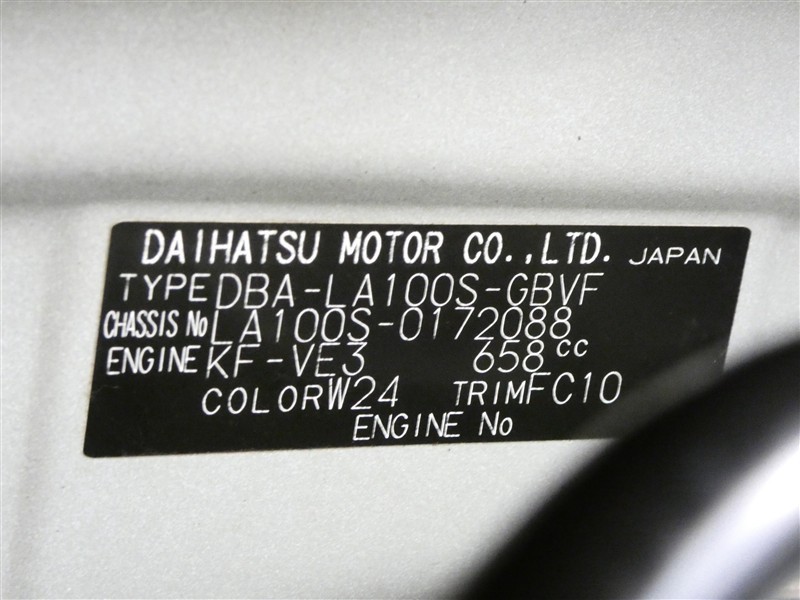 DAIHATSU MOTOR CO.,LTD. JAPAN
TYPE DBA-LA100S-GBVF
CHASSIS No LA100S-0172088
ENGINE KF-VE3 658cc
COLOR W24 TRIM FC10
ENGINE No